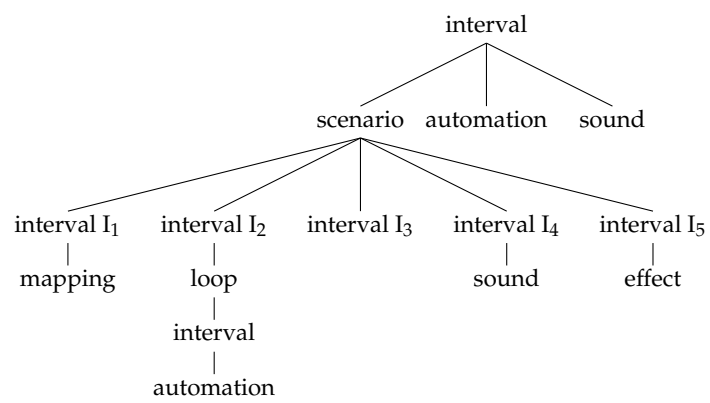 interval
scenario automation sound
interval I₁ interval I₂ interval I₃ interval I₄ interval I₅
mapping loop sound effect
interval
automation